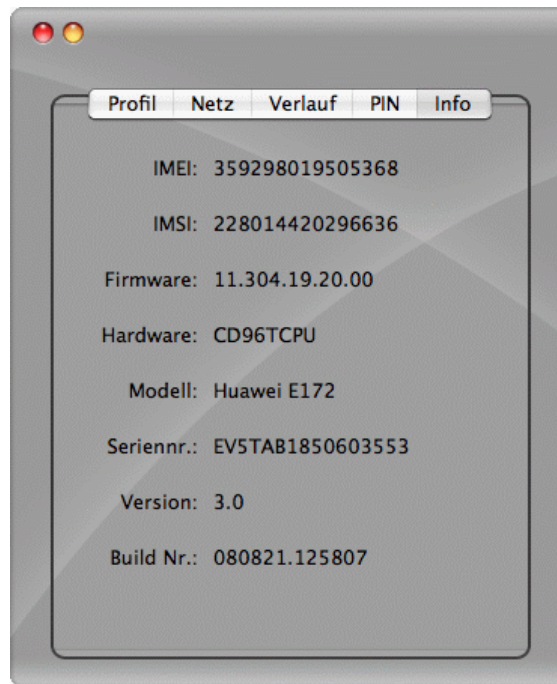 Profil Netz Verlauf PIN Info
IMEI: 359298019505368
IMSI: 228014420296636
Firmware: 11.304.19.20.00
Hardware: CD96TCPU
Modell: Huawei E172
Seriennr.: EV5TAB1850603553
Version: 3.0
Build Nr.: 080821.125807